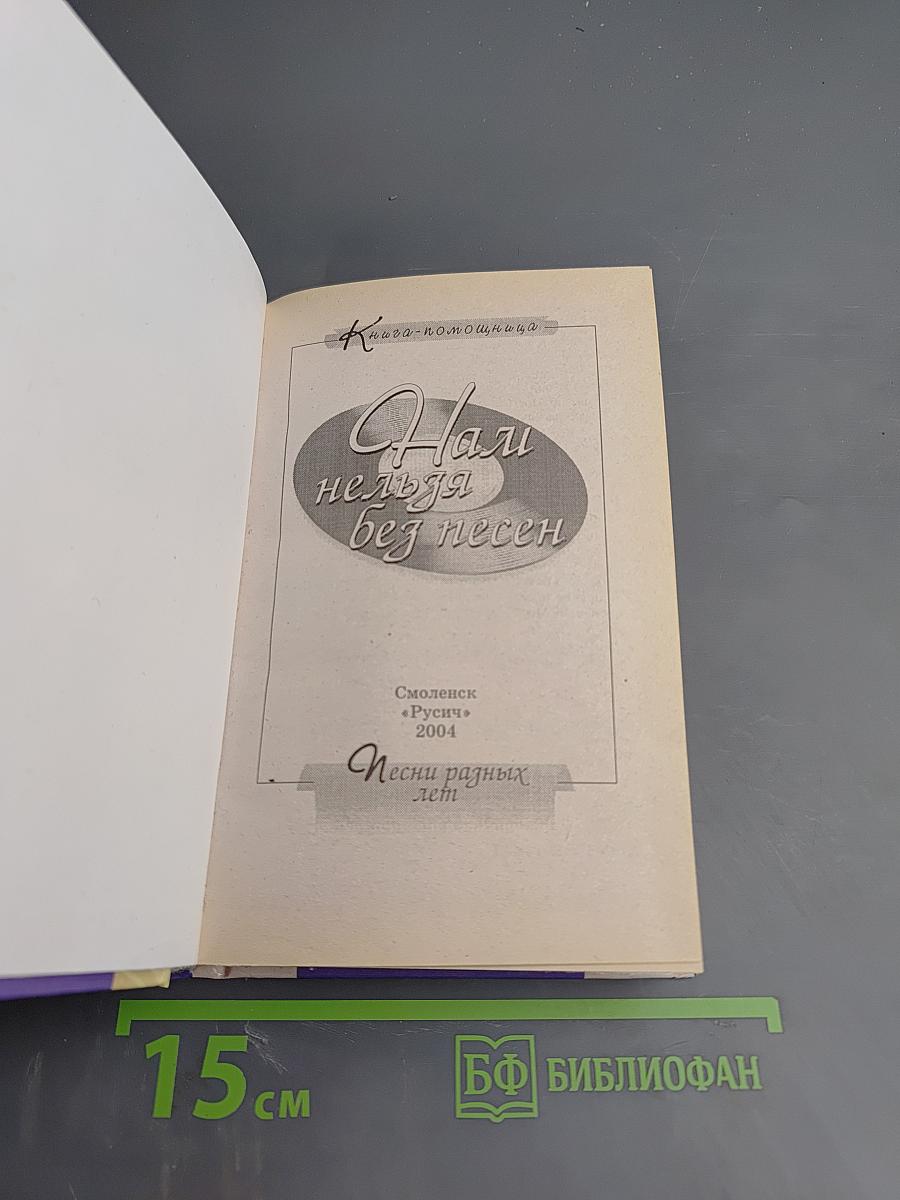 Книга-помощница
Нам
нельзя
без песен
Смоленск
«Русич»
2004
Песни разных
лет
15 см
БФ БИБЛИОФАН